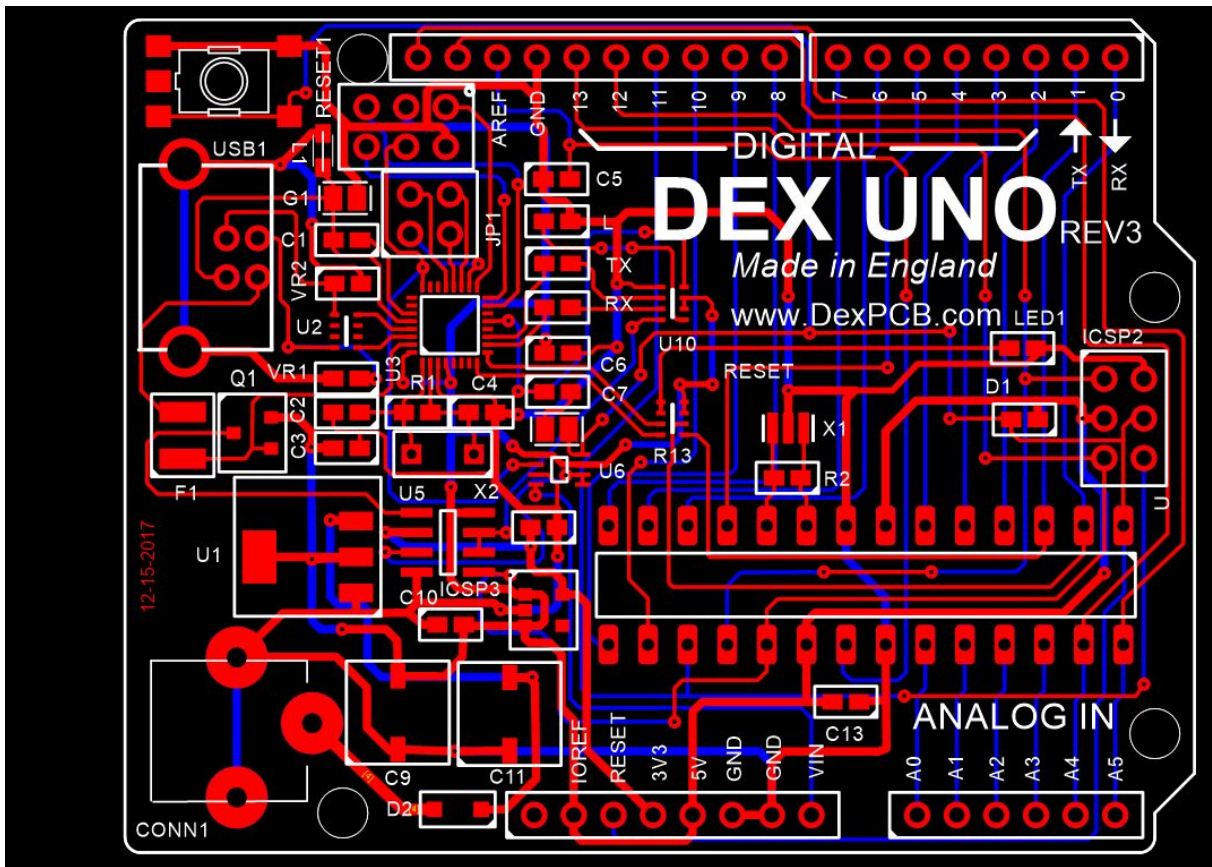 RESET1
AREF
GND
13
12
11
10
9
8
7
6
5
4
3
2
1
0
DIGITAL
TX
RX
USB1
L1
G1
C5
L
DEX UNO
REV3
JP1
C1
VR2
TX
Made in England
RX
www.DexPCB.com
LED1
U2
U10
ICSP2
C6
RESET
VR1
U3
Q1
R1
C4
C7
D1
C2
C3
X1
R13
U6
R2
F1
U5
X2
U
U1
12-15-2017
C10
ICSP3
IOREF
RESET
3V3
5V
GND
GND
VIN
C13
ANALOG IN
A0
A1
A2
A3
A4
A5
C9
C11
D2
CONN1